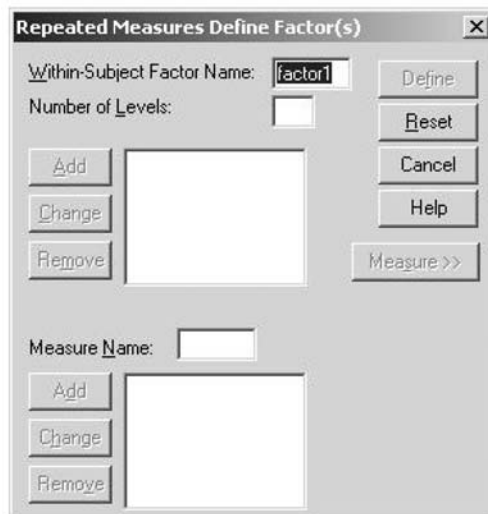 Repeated Measures Define Factor(s)
Within-Subject Factor Name: factor1
Define
Number of Levels:
Reset
Add
Cancel
Change
Help
Remove
Measure >>
Measure Name:
Add
Change
Remove